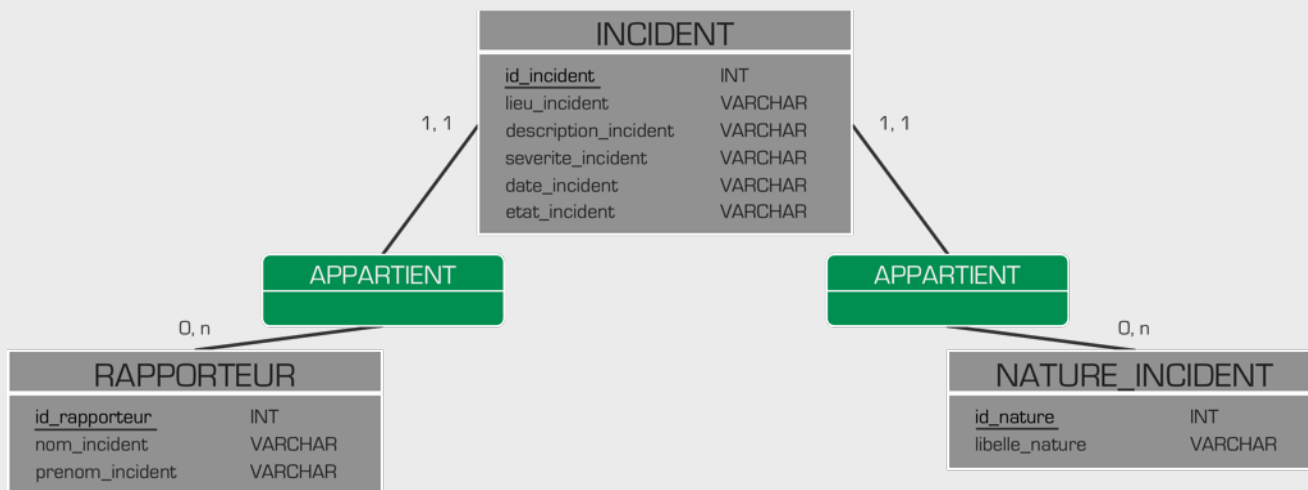 INCIDENT
id_incident INT
lieu_incident VARCHAR
description_incident VARCHAR
severite_incident VARCHAR
date_incident VARCHAR
etat_incident VARCHAR
1, 1
1, 1
APPARTIENT
APPARTIENT
0, n
0, n
RAPPORTEUR
id_rapporteur INT
nom_incident VARCHAR
prenom_incident VARCHAR
NATURE_INCIDENT
id_nature INT
libelle_nature VARCHAR